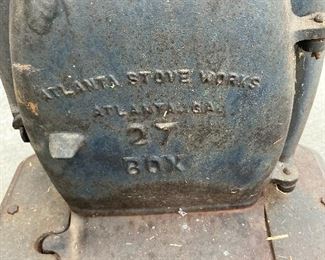 ATLANTA STOVE WORKS
ATLANTA.GA.
27
BOX